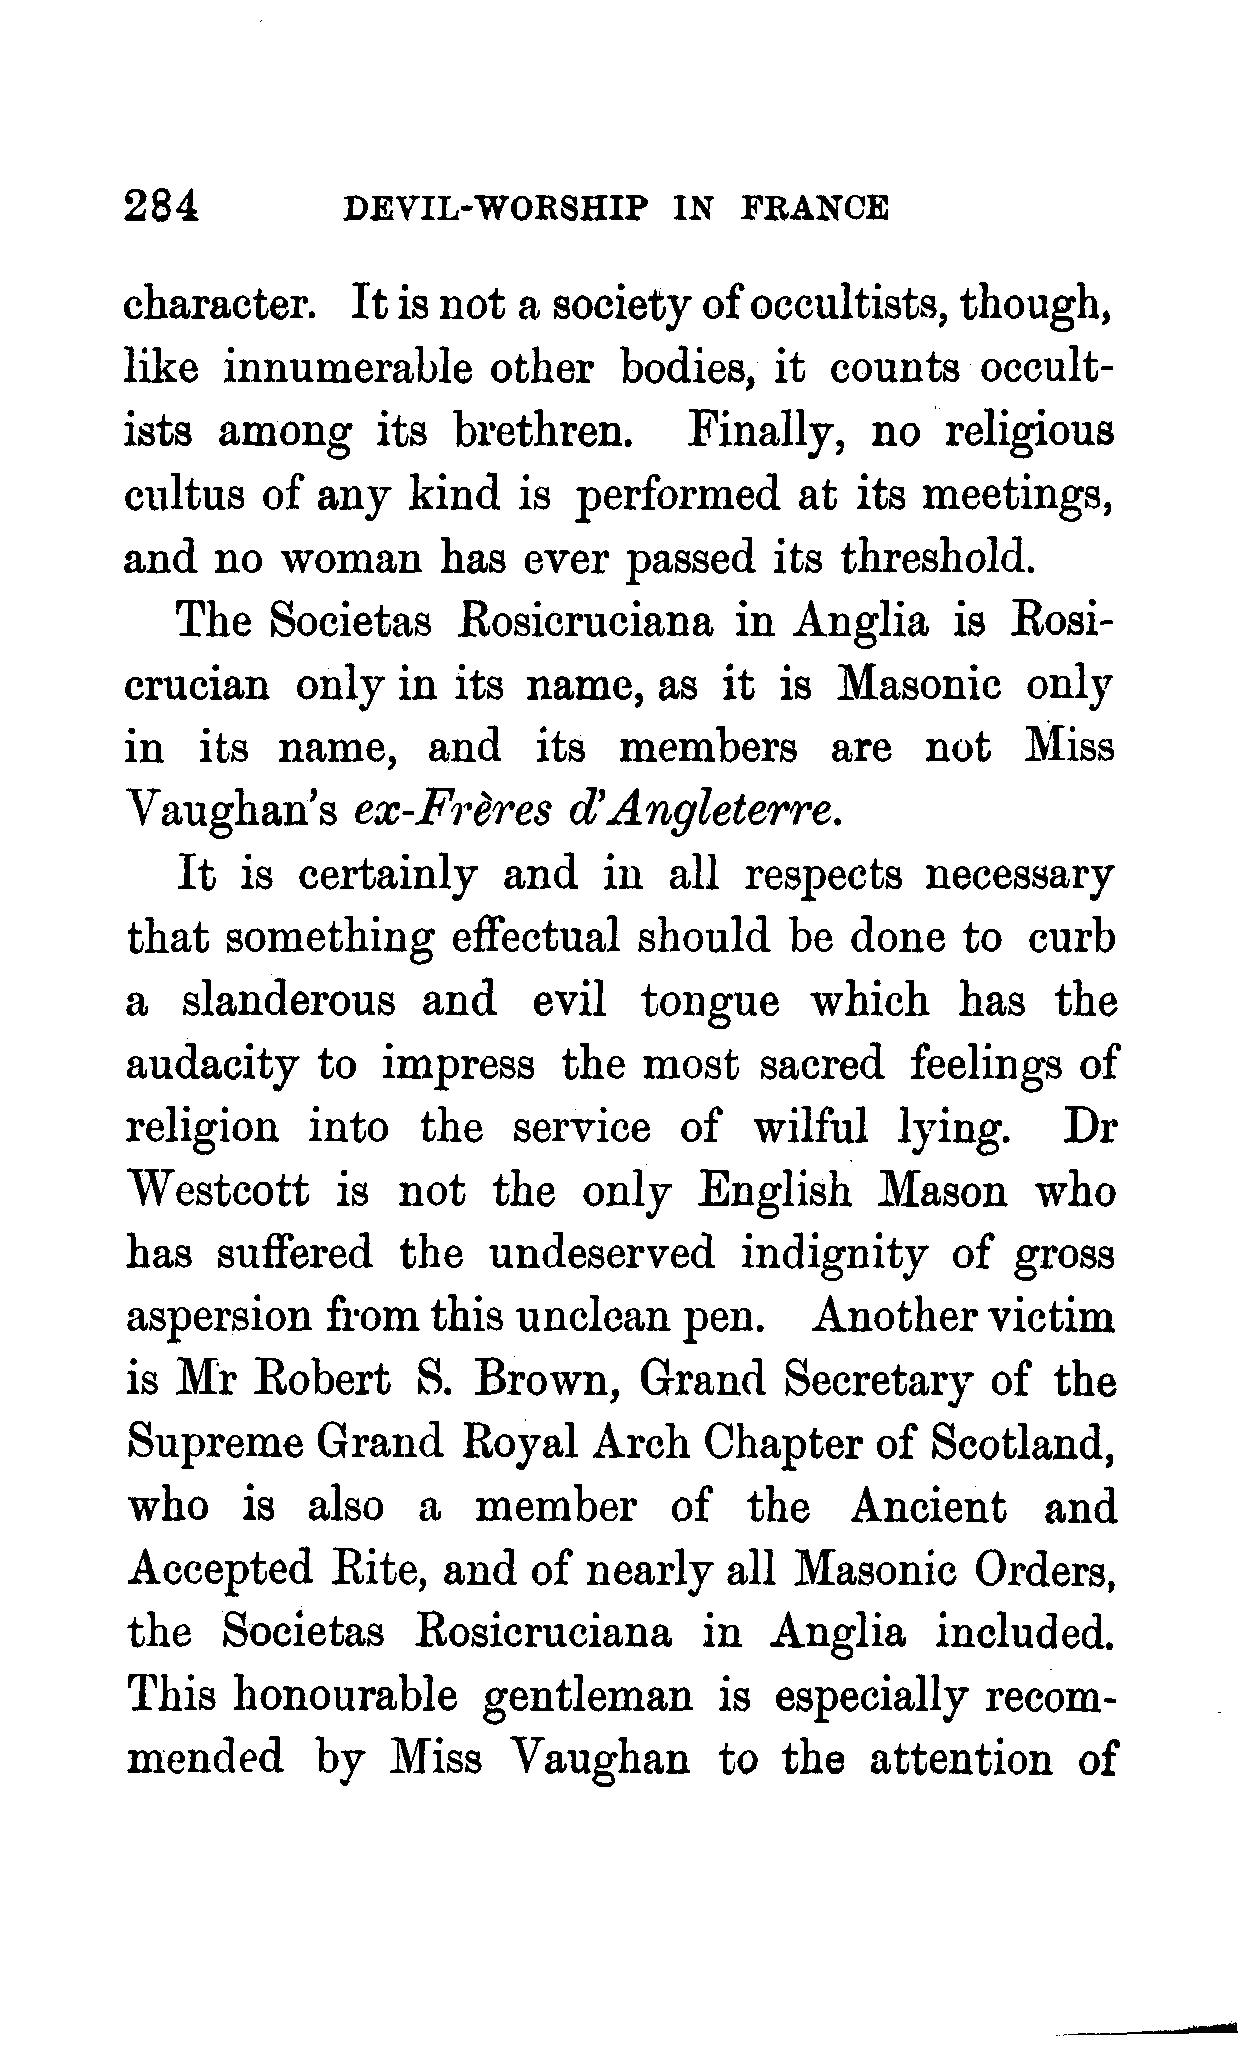 284 DEVIL-WORSHIP IN FRANCE
character. It is not a society of occultists, though,
like innumerable other bodies, it counts occult-
ists among its brethren. Finally, no religious
cultus of any kind is performed at its meetings,
and no woman has ever passed its threshold.
The Societas Rosicruciana in Anglia is Rosi-
crucian only in its name, as it is Masonic only
in its name, and its members are not Miss
Vaughan's ex-Frères d'Angleterre.
It is certainly and in all respects necessary
that something effectual should be done to curb
a slanderous and evil tongue which has the
audacity to impress the most sacred feelings of
religion into the service of wilful lying. Dr
Westcott is not the only English Mason who
has suffered the undeserved indignity of gross
aspersion from this unclean pen. Another victim
is Mr Robert S. Brown, Grand Secretary of the
Supreme Grand Royal Arch Chapter of Scotland,
who is also a member of the Ancient and
Accepted Rite, and of nearly all Masonic Orders,
the Societas Rosicruciana in Anglia included.
This honourable gentleman is especially recom-
mended by Miss Vaughan to the attention of